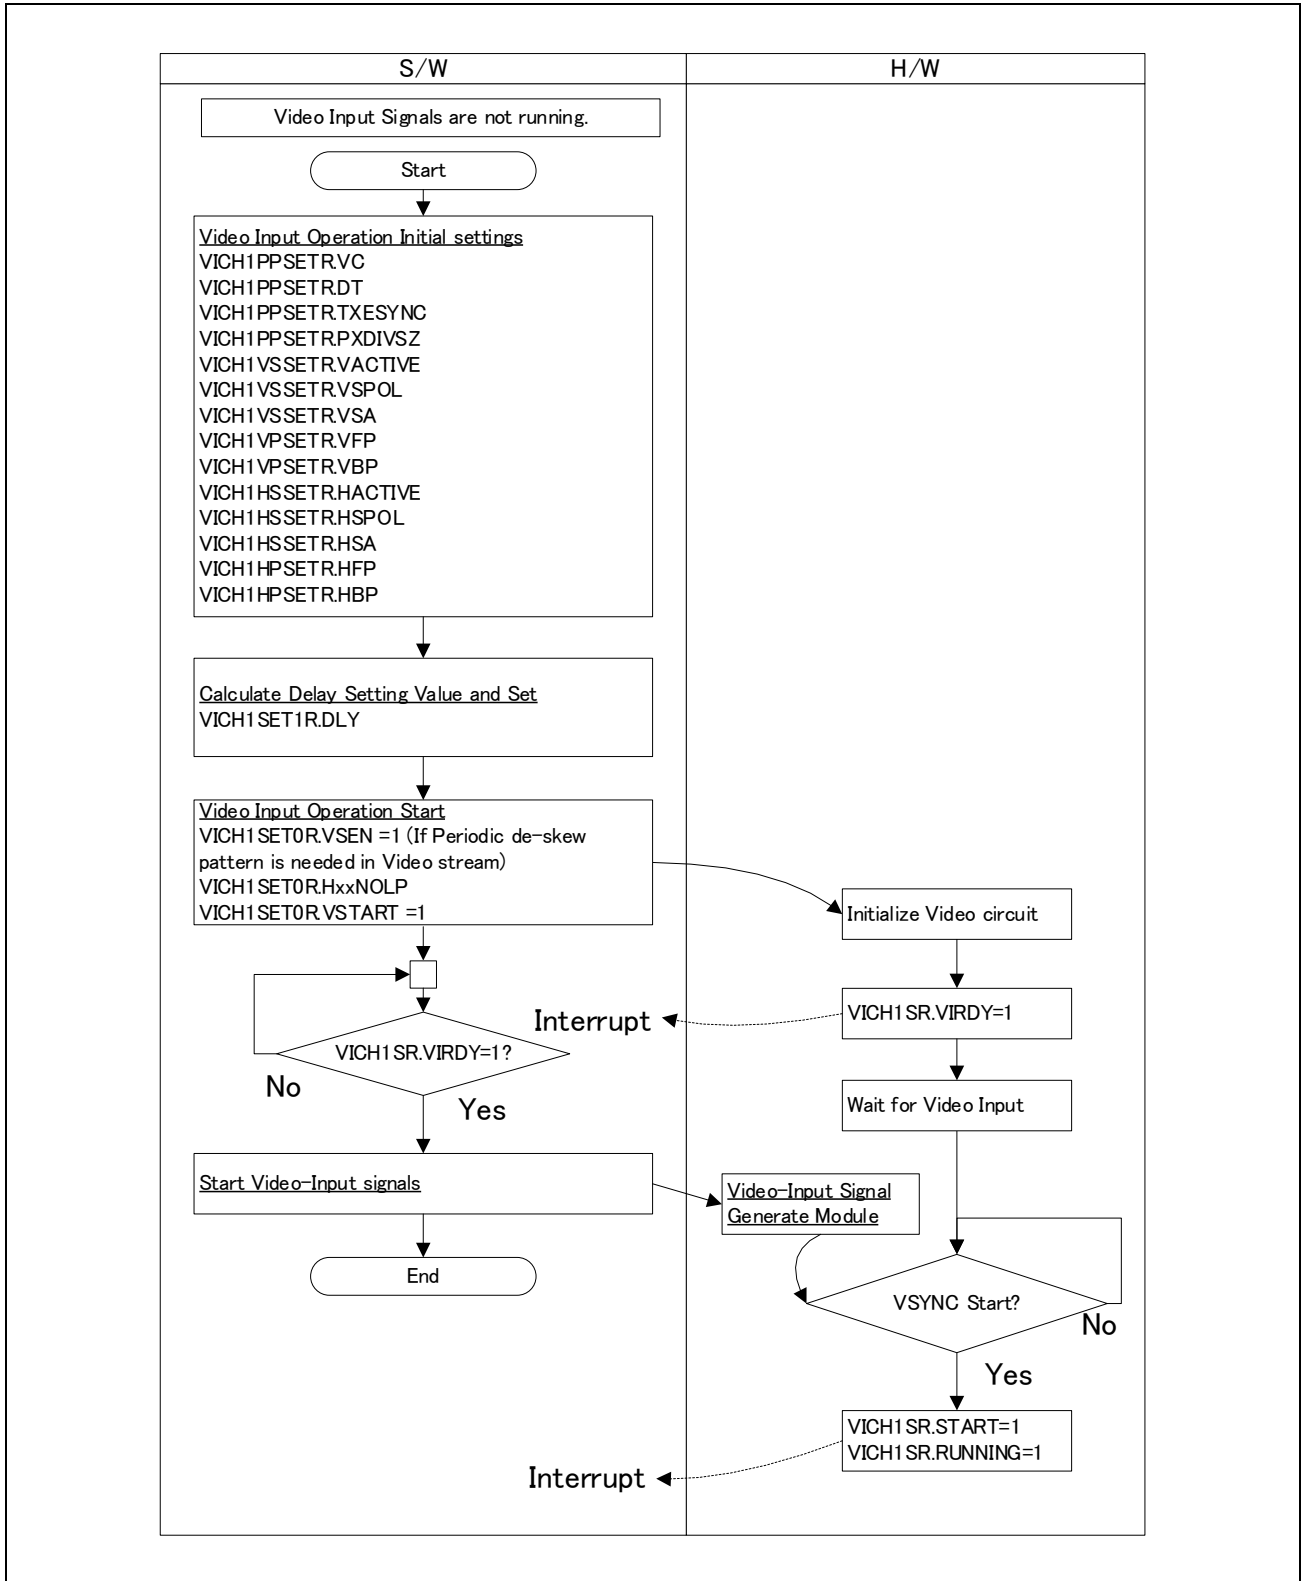 S/W
H/W
Video Input Signals are not running.
Start
Video Input Operation Initial settings
VICH1PPSETR.VC
VICH1PPSETR.DT
VICH1PPSETR.TXESYNC
VICH1PPSETR.PXDIVSZ
VICH1VSSETR.VACTIVE
VICH1VSSETR.VSPOL
VICH1VSSETR.VSA
VICH1VPSETR.VFP
VICH1VPSETR.VBP
VICH1HSSETR.HACTIVE
VICH1HSSETR.HSPOL
VICH1HSSETR.HSA
VICH1HPSETR.HFP
VICH1HPSETR.HBP
Calculate Delay Setting Value and Set
VICH1SET1R.DLY
Video Input Operation Start
VICH1SET0R.VSEN =1 (If Periodic de-skew
pattern is needed in Video stream)
VICH1SET0R.HxxNOLP
VICH1SET0R.VSTART =1
Initialize Video circuit
VICH1SR.VIRDY=1
Interrupt
VICH1SR.VIRDY=1?
No
Yes
Wait for Video Input
Start Video-Input signals
Video-Input Signal
Generate Module
End
VSYNC Start?
No
Yes
VICH1SR.START=1
VICH1SR.RUNNING=1
Interrupt